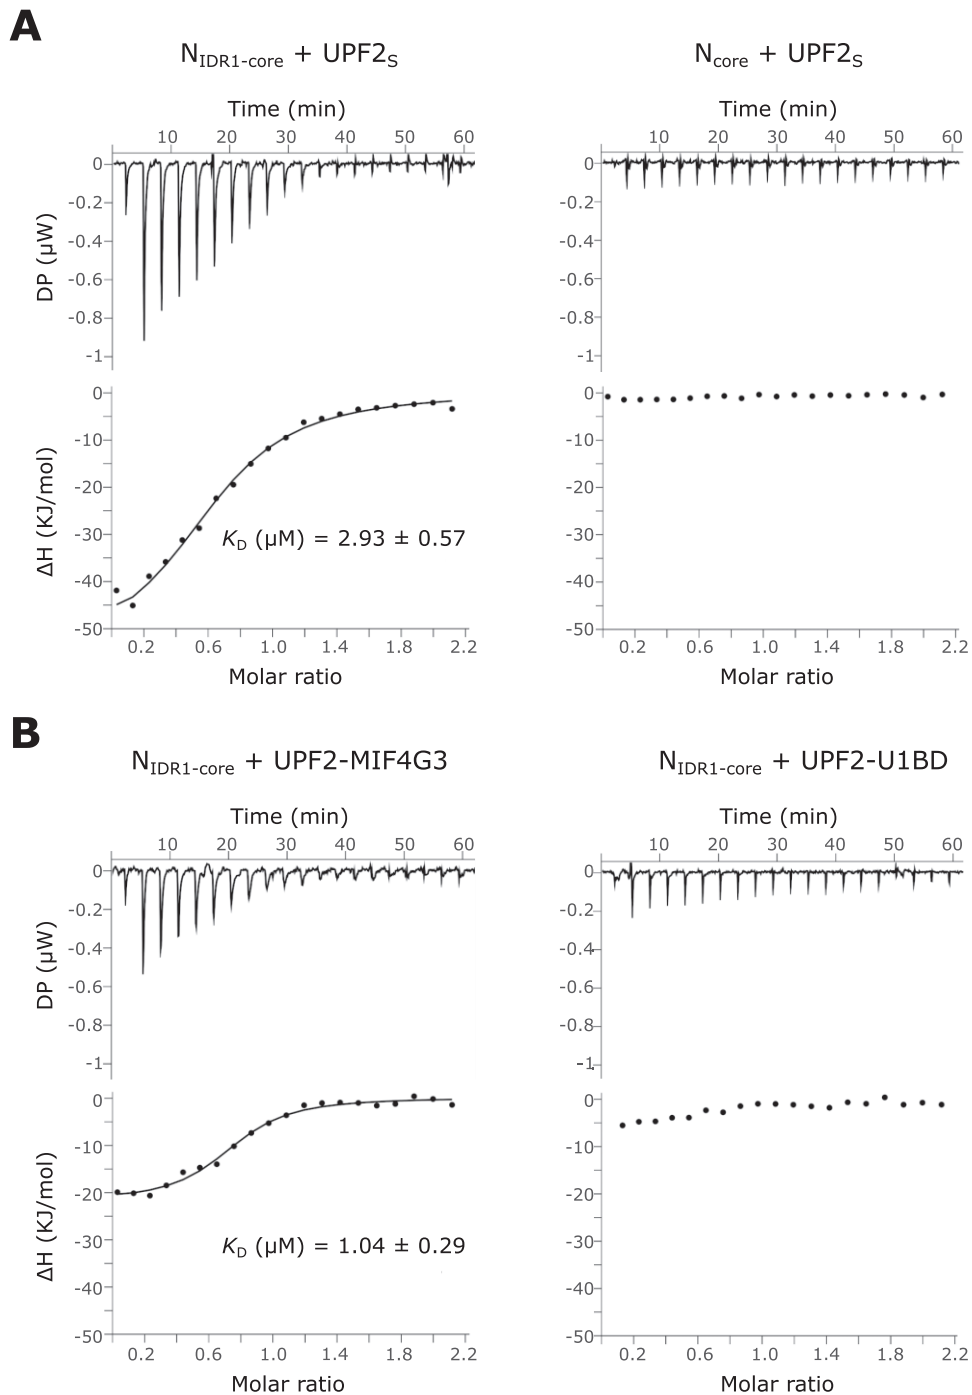 A
N_IDR1-core + UPF2_S
Time (min)
10 20 30 40 50 60
DP (µW)
0
-0.2
-0.4
-0.6
-0.8
-1
ΔH (KJ/mol)
0
-10
-20
-30
-40
-50
K_D (µM) = 2.93 ± 0.57
0.2 0.6 1.0 1.4 1.8 2.2
Molar ratio
N_core + UPF2_S
Time (min)
10 20 30 40 50 60
0
-0.2
-0.4
-0.6
-0.8
-1
0
-10
-20
-30
-40
-50
0.2 0.6 1.0 1.4 1.8 2.2
Molar ratio
B
N_IDR1-core + UPF2-MIF4G3
Time (min)
10 20 30 40 50 60
DP (µW)
0
-0.2
-0.4
-0.6
-0.8
-1
ΔH (KJ/mol)
0
-10
-20
-30
-40
-50
K_D (µM) = 1.04 ± 0.29
0.2 0.6 1.0 1.4 1.8 2.2
Molar ratio
N_IDR1-core + UPF2-U1BD
Time (min)
10 20 30 40 50 60
0
-0.2
-0.4
-0.6
-0.8
-1
0
-10
-20
-30
-40
-50
0.2 0.6 1.0 1.4 1.8 2.2
Molar ratio